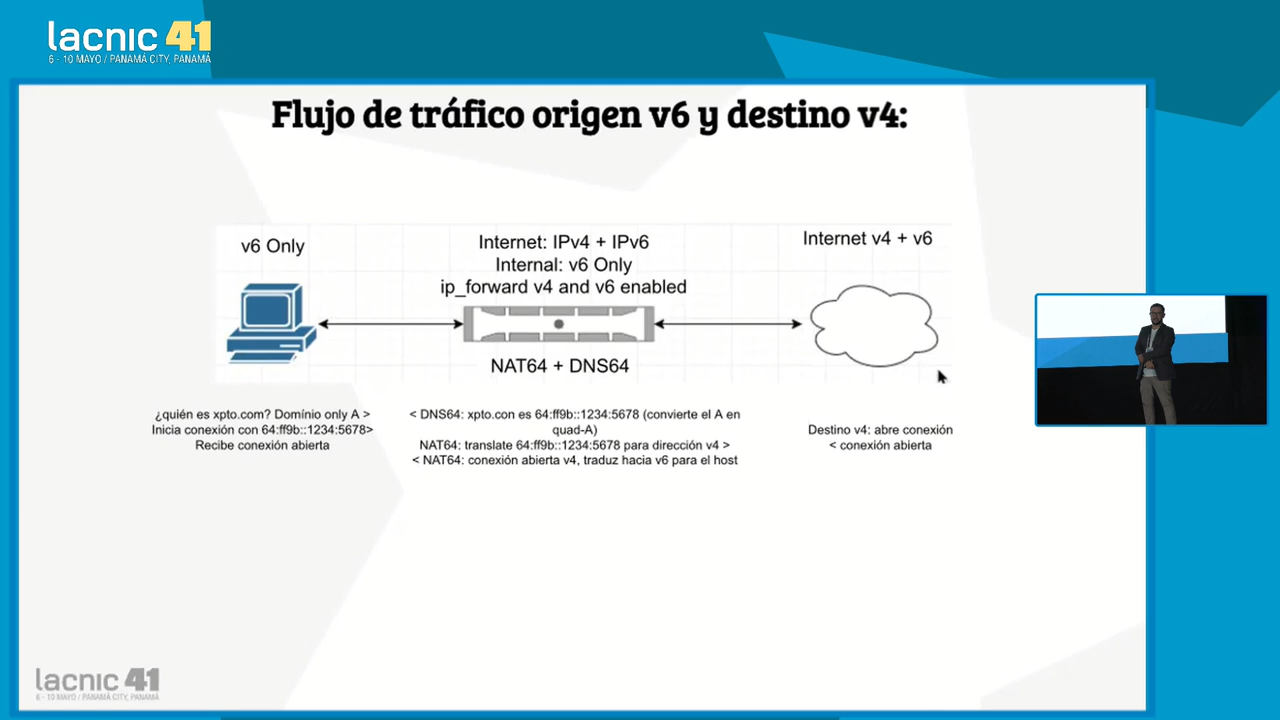 lacnic 41
6 - 10 MAYO / PANAMÁ CITY, PANAMÁ
Flujo de tráfico origen v6 y destino v4:
v6 Only
Internet: IPv4 + IPv6
Internal: v6 Only
ip_forward v4 and v6 enabled
Internet v4 + v6
NAT64 + DNS64
¿quién es xpto.com? Domínio only A >
Inicia conexión con 64:ff9b::1234:5678>
Recibe conexión abierta
< DNS64: xpto.con es 64:ff9b::1234:5678 (convierte el A en
quad-A)
NAT64: translate 64:ff9b::1234:5678 para dirección v4 >
< NAT64: conexión abierta v4, traduz hacia v6 para el host
Destino v4: abre conexión
< conexión abierta
lacnic 41
6 - 10 MAYO / PANAMÁ CITY, PANAMÁ